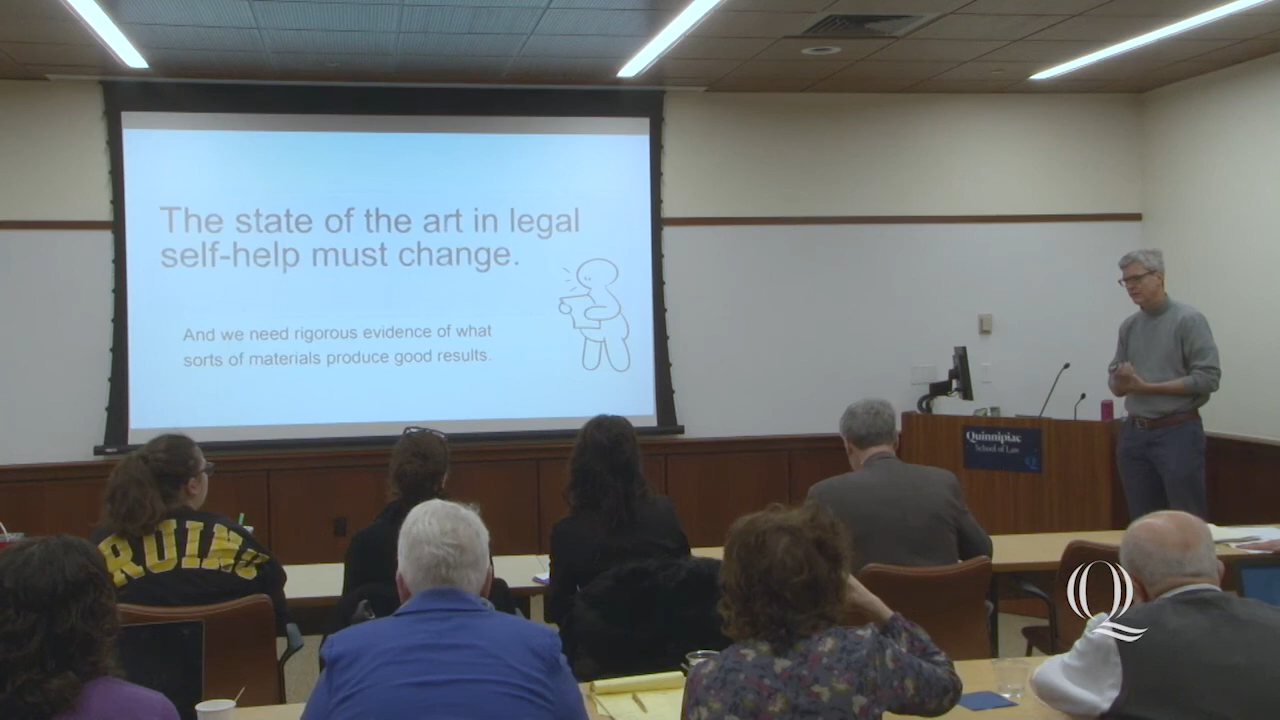 The state of the art in legal
self-help must change.
And we need rigorous evidence of what
sorts of materials produce good results.
Quinnipiac
School of Law
BRUINS
Q